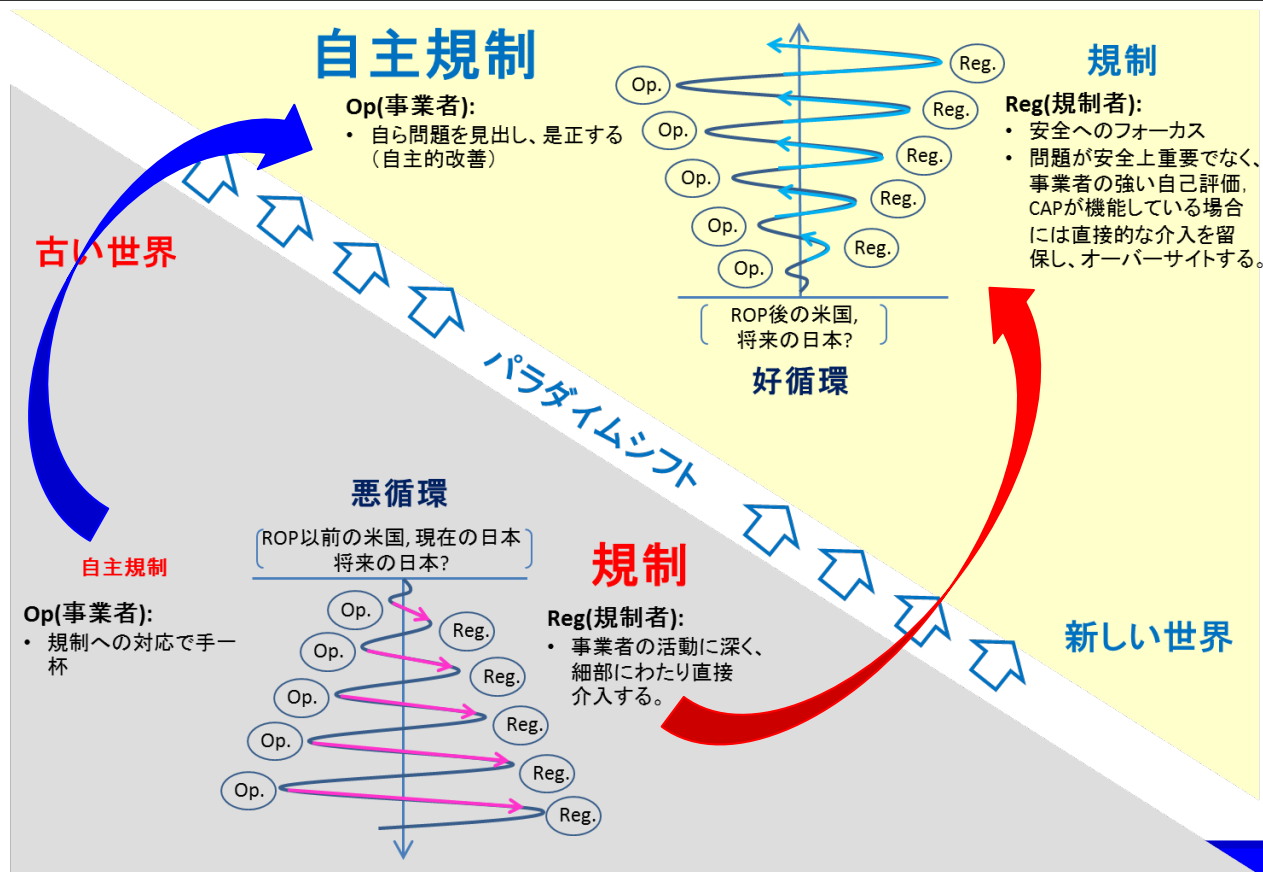 自主規制
Op(事業者):
• 自ら問題を見出し、是正する
（自主的改善）
古い世界
Reg.
Op.
Reg.
Op.
Reg.
Op.
Reg.
Op.
Reg.
Op.
ROP後の米国,
将来の日本?
好循環
規制
Reg(規制者):
• 安全へのフォーカス
• 問題が安全上重要でなく、
事業者の強い自己評価,
CAPが機能している場合
には直接的な介入を留
保し、オーバーサイトする。
パラダイムシフト
悪循環
ROP以前の米国, 現在の日本
将来の日本?
自主規制
Op(事業者):
• 規制への対応で手一
杯
Op.
Reg.
Op.
Reg.
Op.
Reg.
Op.
Reg.
Op.
Reg.
規制
Reg(規制者):
• 事業者の活動に深く、
細部にわたり直接
介入する。
新しい世界